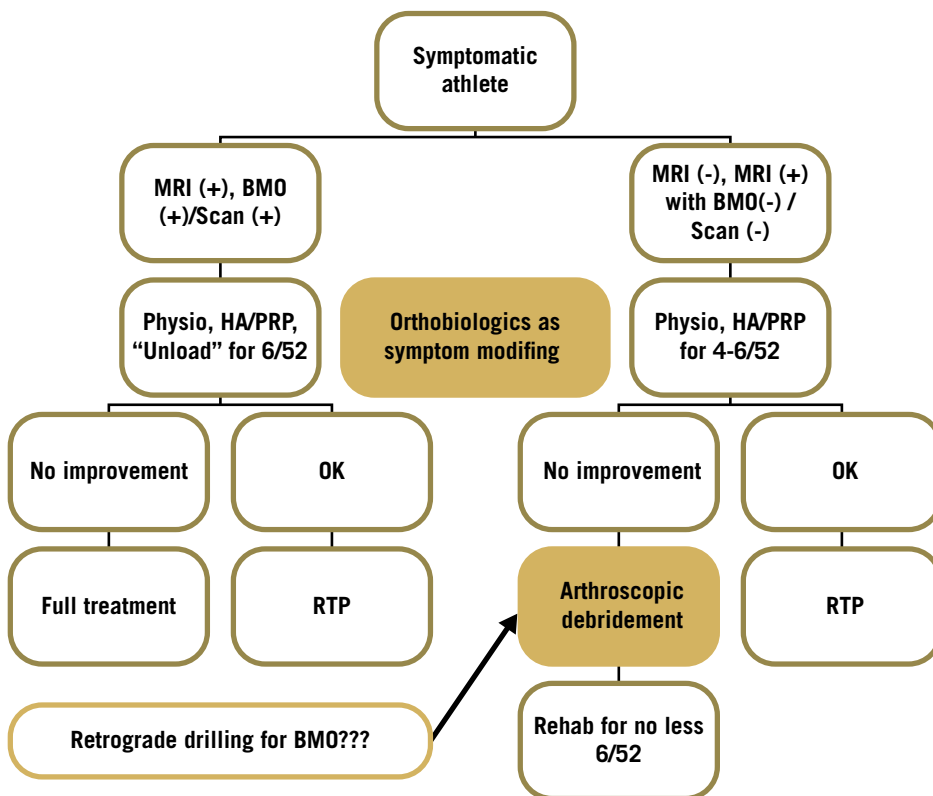 Symptomatic
athlete
MRI (+), BMO
(+)/Scan (+)
MRI (-), MRI (+)
with BMO(-) /
Scan (-)
Physio, HA/PRP,
“Unload” for 6/52
Orthobiologics as
symptom modifing
Physio, HA/PRP
for 4-6/52
No improvement
OK
No improvement
OK
Full treatment
RTP
Arthroscopic
debridement
RTP
Retrograde drilling for BMO???
Rehab for no less
6/52